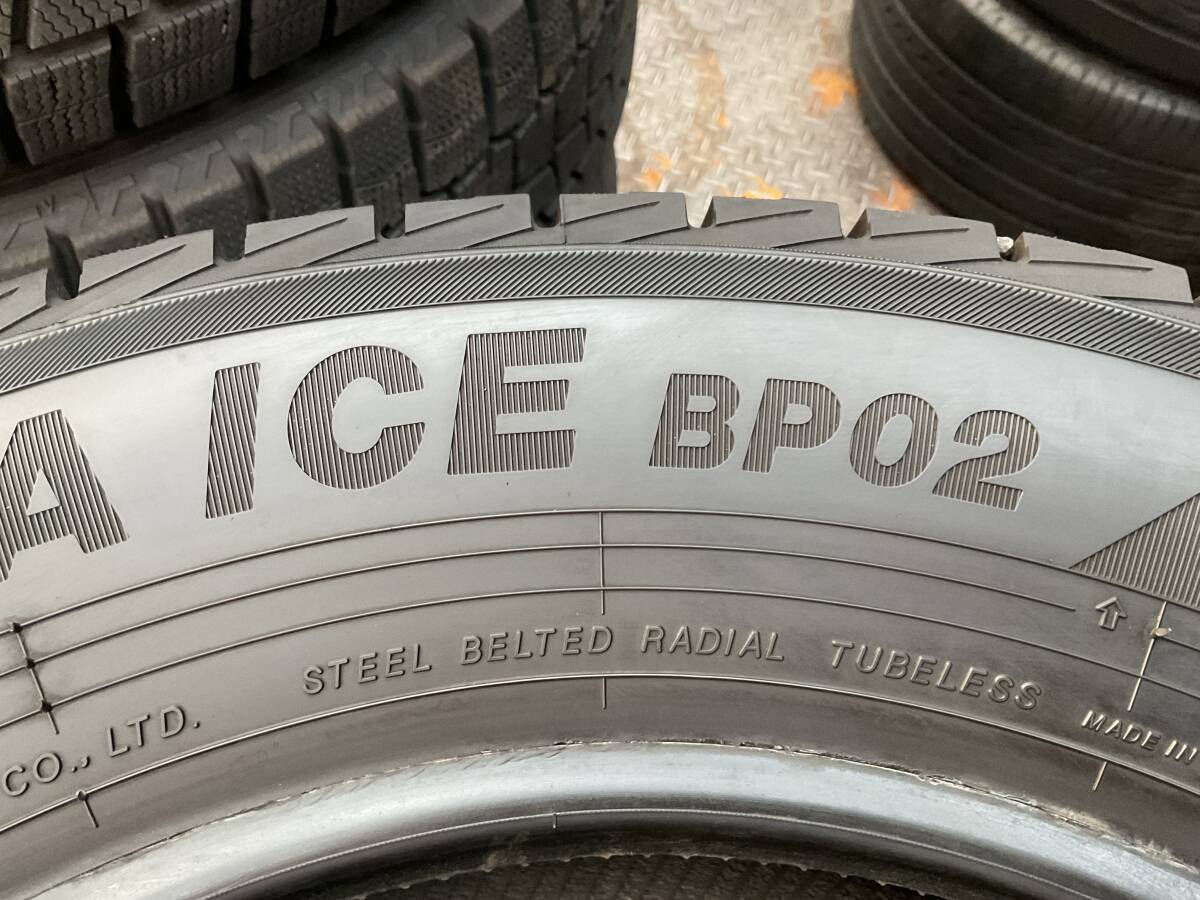 A ICE BP02
STEEL BELTED RADIAL TUBELESS
CO., LTD.
MADE IN